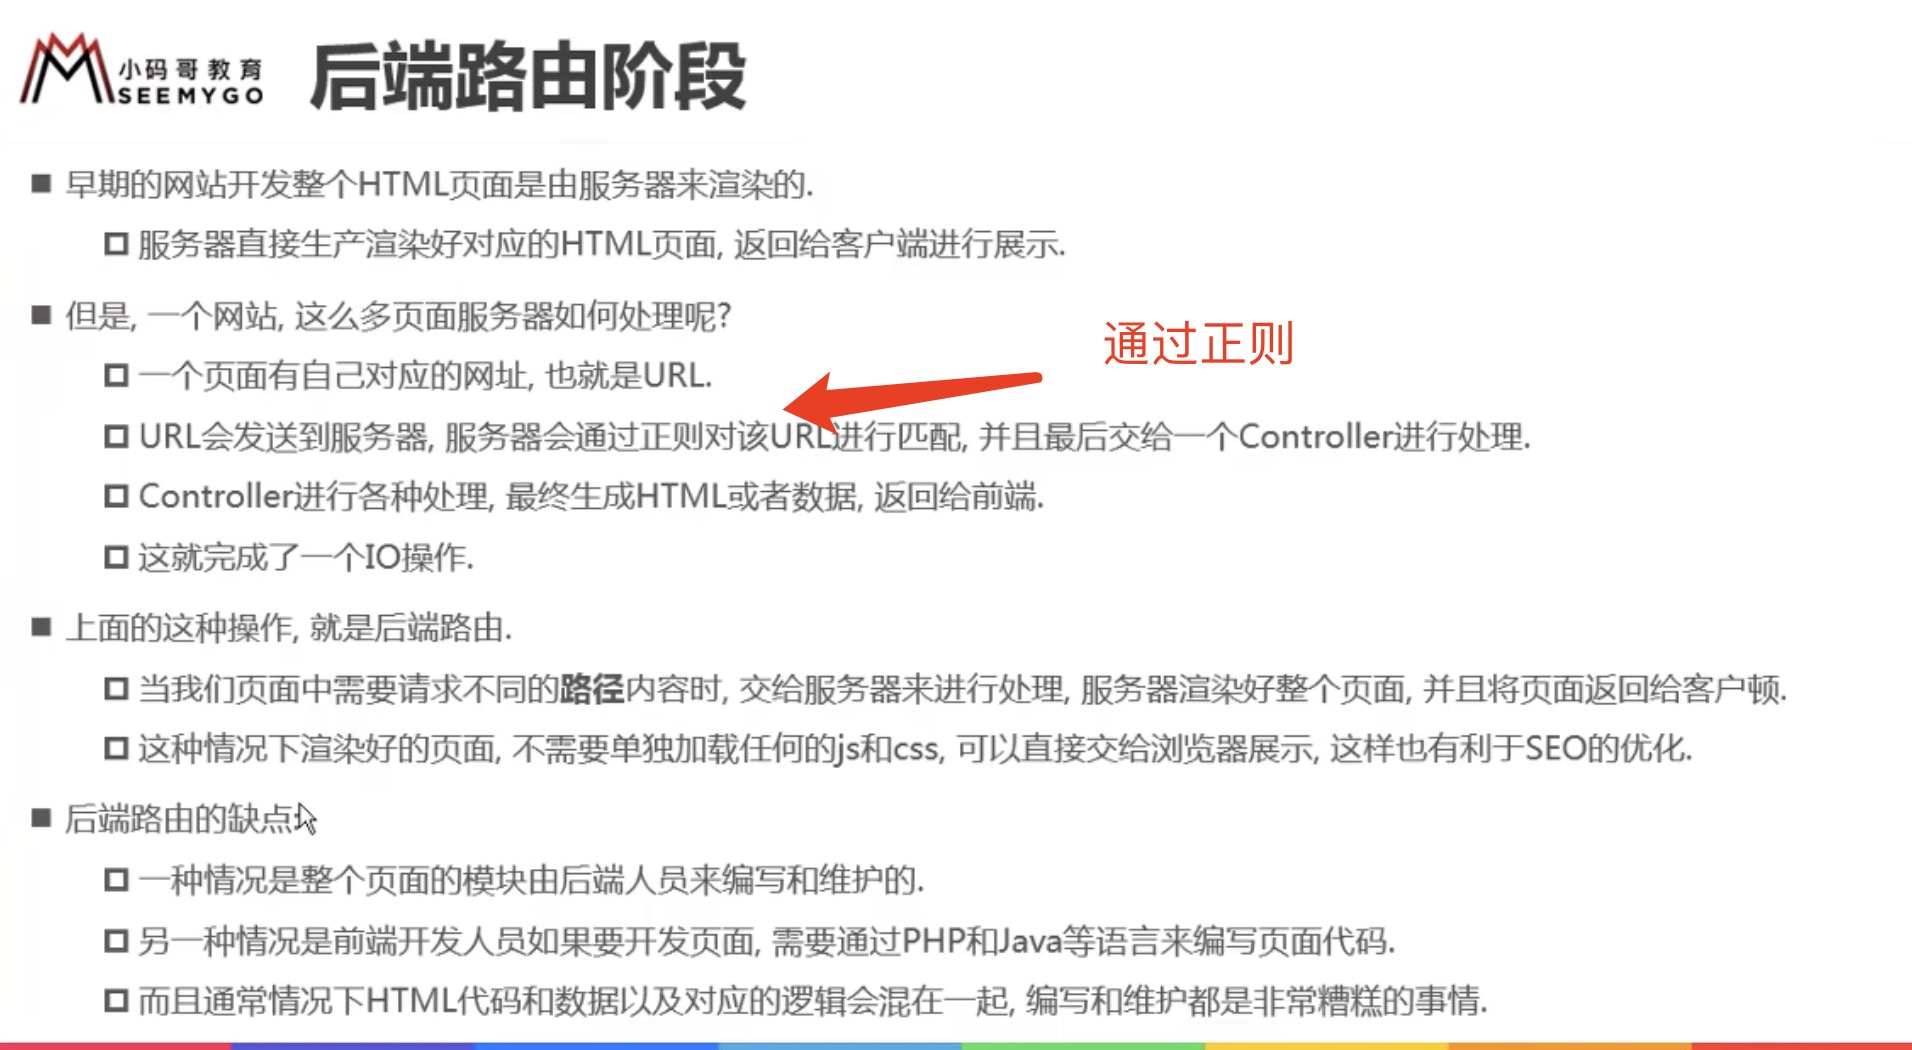 小码哥教育
SEEMYGO
后端路由阶段
早期的网站开发整个HTML页面是由服务器来渲染的.
服务器直接生产渲染好对应的HTML页面, 返回给客户端进行展示.
但是, 一个网站, 这么多页面服务器如何处理呢?
通过正则
一个页面有自己对应的网址, 也就是URL.
URL会发送到服务器, 服务器会通过正则对该URL进行匹配, 并且最后交给一个Controller进行处理.
Controller进行各种处理, 最终生成HTML或者数据, 返回给前端.
这就完成了一个IO操作.
上面的这种操作, 就是后端路由.
当我们页面中需要请求不同的路径内容时, 交给服务器来进行处理, 服务器渲染好整个页面, 并且将页面返回给客户顿.
这种情况下渲染好的页面, 不需要单独加载任何的js和css, 可以直接交给浏览器展示, 这样也有利于SEO的优化.
后端路由的缺点
一种情况是整个页面的模块由后端人员来编写和维护的.
另一种情况是前端开发人员如果要开发页面, 需要通过PHP和Java等语言来编写页面代码.
而且通常情况下HTML代码和数据以及对应的逻辑会混在一起, 编写和维护都是非常糟糕的事情.